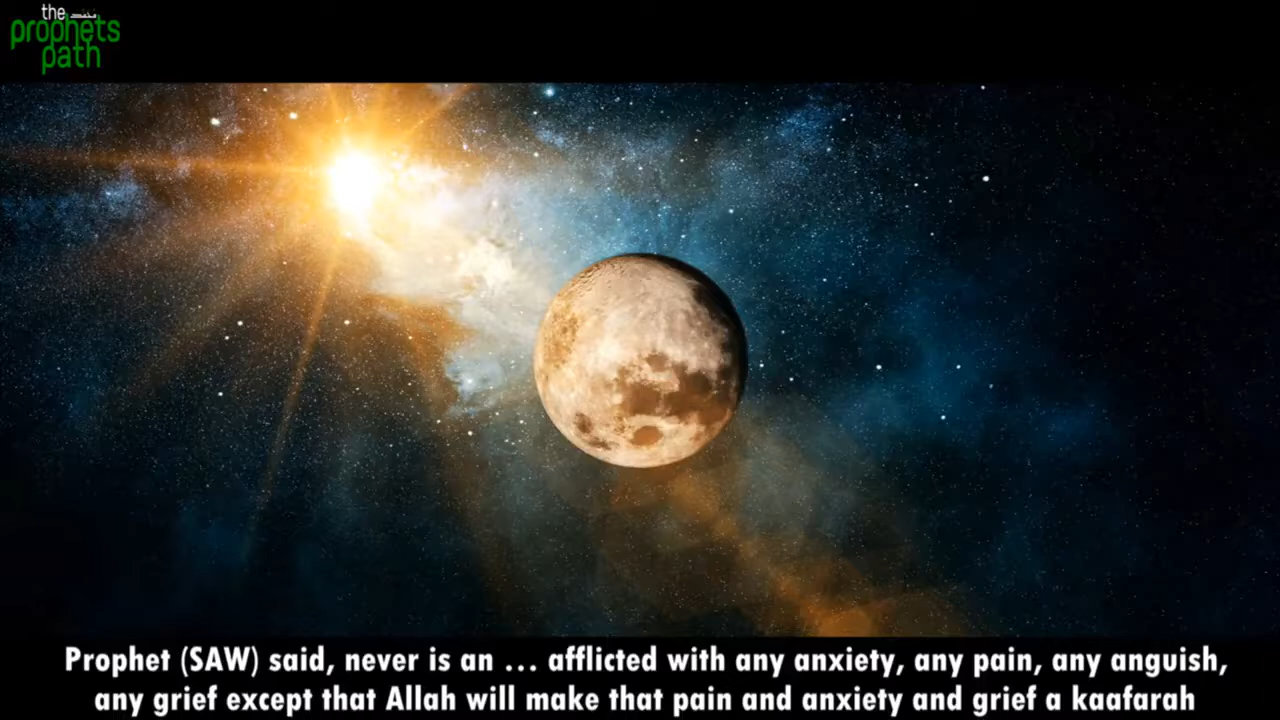 the محمد
prophets
path
Prophet (SAW) said, never is an ... afflicted with any anxiety, any pain, any anguish,
any grief except that Allah will make that pain and anxiety and grief a kaafarah